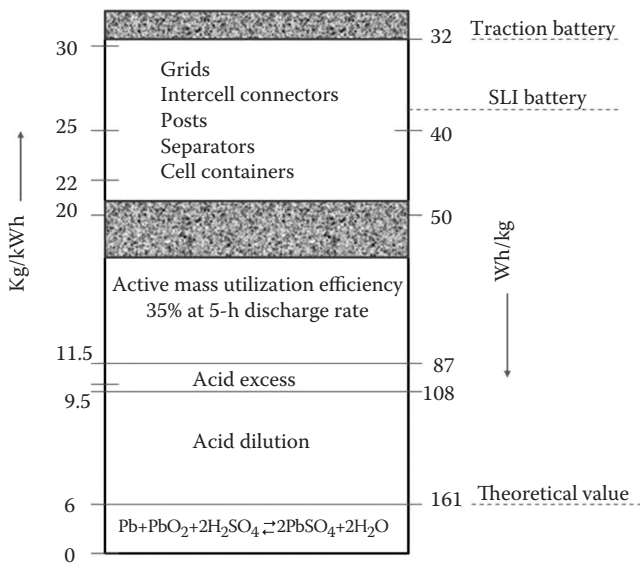 Traction battery
30
32
Grids
Intercell connectors
SLI battery
Posts
25
40
Separators
Cell containers
22
20
50
Kg/kWh
Wh/kg
Active mass utilization efficiency
35% at 5-h discharge rate
11.5
87
Acid excess
9.5
108
Acid dilution
6
161
Theoretical value
Pb+PbO₂+2H₂SO₄⇄2PbSO₄+2H₂O
0